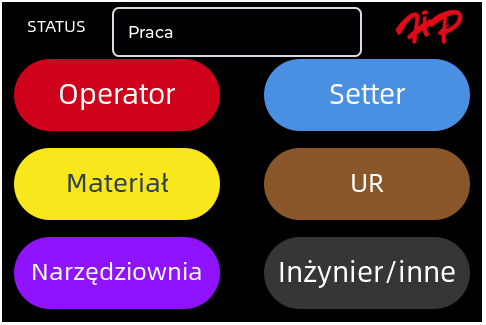 STATUS
Praca
HP
Operator
Setter
Materiał
UR
Narzędziownia
Inżynier/inne